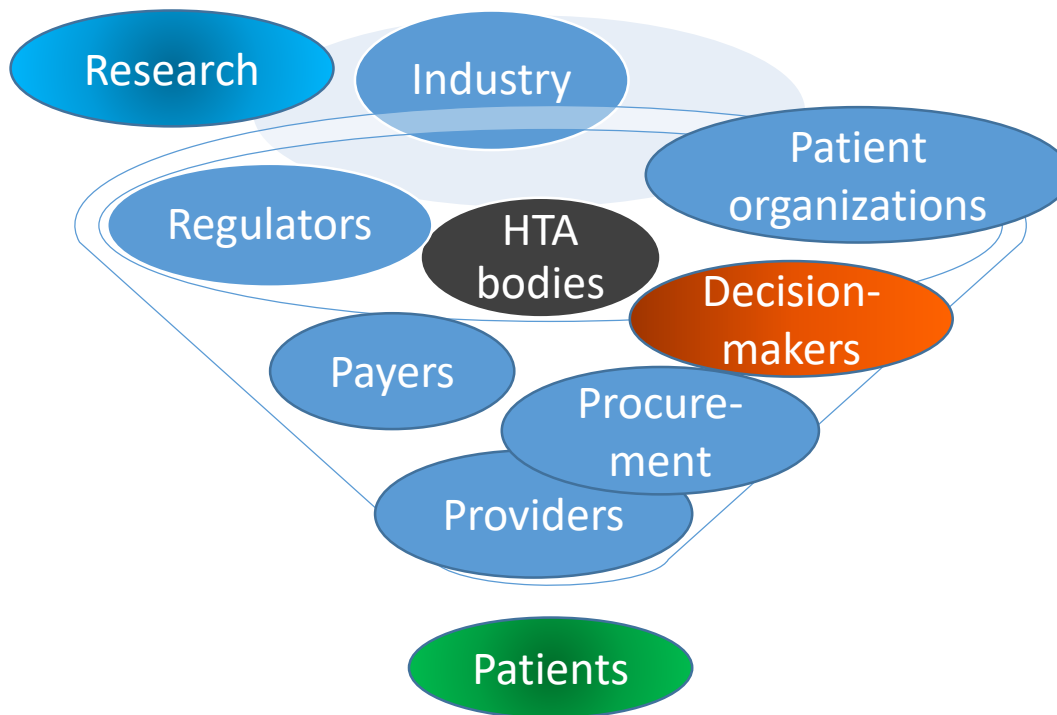 Research
Industry
Patient
organizations
Regulators
HTA
bodies
Decision-
makers
Payers
Procure-
ment
Providers
Patients